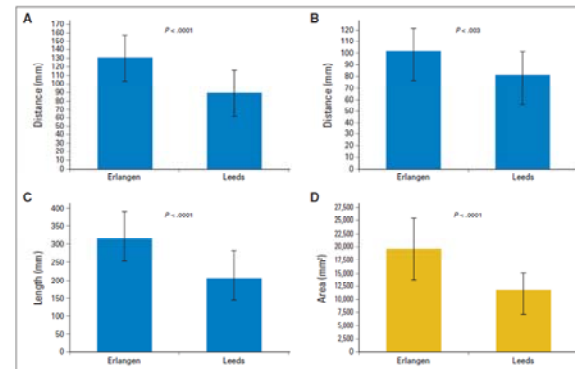 A
P < .0001
Distance (mm)
170
160
150
140
130
120
110
100
90
80
70
60
50
40
30
20
10
0
Erlangen
Leeds
B
P < .003
Distance (mm)
120
110
100
90
80
70
60
50
40
30
20
10
0
Erlangen
Leeds
C
P < .0001
Length (mm)
400
350
300
250
200
150
100
50
0
Erlangen
Leeds
D
P < .0001
Area (mm²)
27,500
25,000
22,500
20,000
17,500
15,000
12,500
10,000
7,500
5,000
2,500
0
Erlangen
Leeds